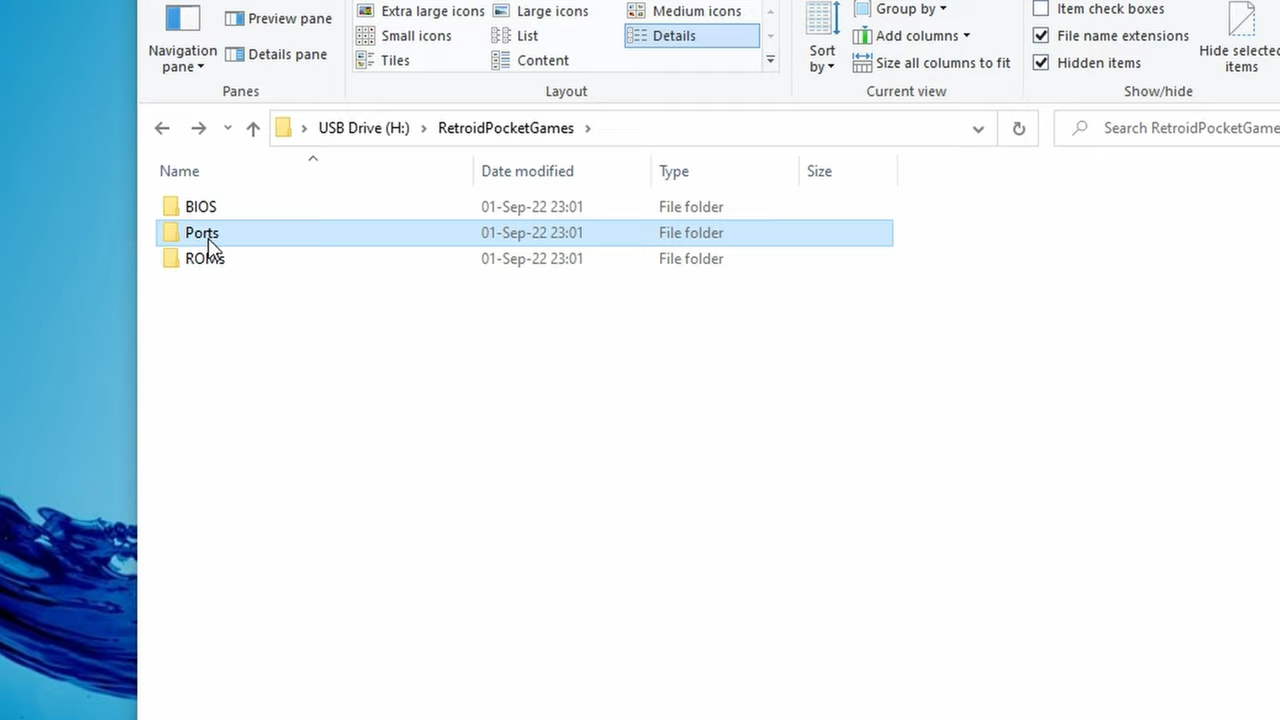 Preview pane
Details pane
Navigation
pane
Panes
Extra large icons
Large icons
Medium icons
Small icons
List
Details
Tiles
Content
Layout
Sort
by
Group by
Add columns
Size all columns to fit
Current view
Item check boxes
File name extensions
Hidden items
Hide selected
items
Show/hide
USB Drive (H:) > RetroidPocketGames >
Search RetroidPocketGame
Name Date modified Type Size
BIOS 01-Sep-22 23:01 File folder
Ports 01-Sep-22 23:01 File folder
ROMs 01-Sep-22 23:01 File folder